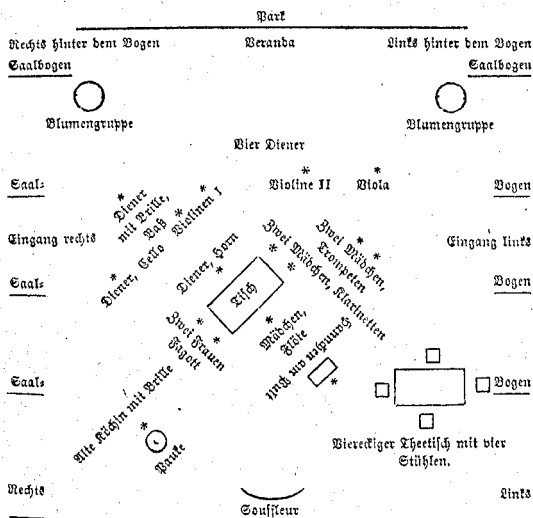 Park
Rechts hinter dem Bogen
Veranda
Links hinter dem Bogen
Saalbogen
Saalbogen
Blumengruppe
Blumengruppe
Vier Diener
Saal-
Diener
mit Brille,
Baß
Violinen I
Violine II
Viola
Bogen
Eingang rechts
Diener, Cello
Diener, Horn
Zwei Mädchen,
Trompeten
Zwei Mädchen, Klarinetten
Eingang links
Saal-
Tisch
Bogen
Zwei Frauen
Fagott
Mädchen,
Flöte
am Pult
Saal-
Alte Köchin mit Brille
Pauke
Bogen
Viereckiger Theetisch mit vier
Stühlen.
Rechts
Souffleur
Links